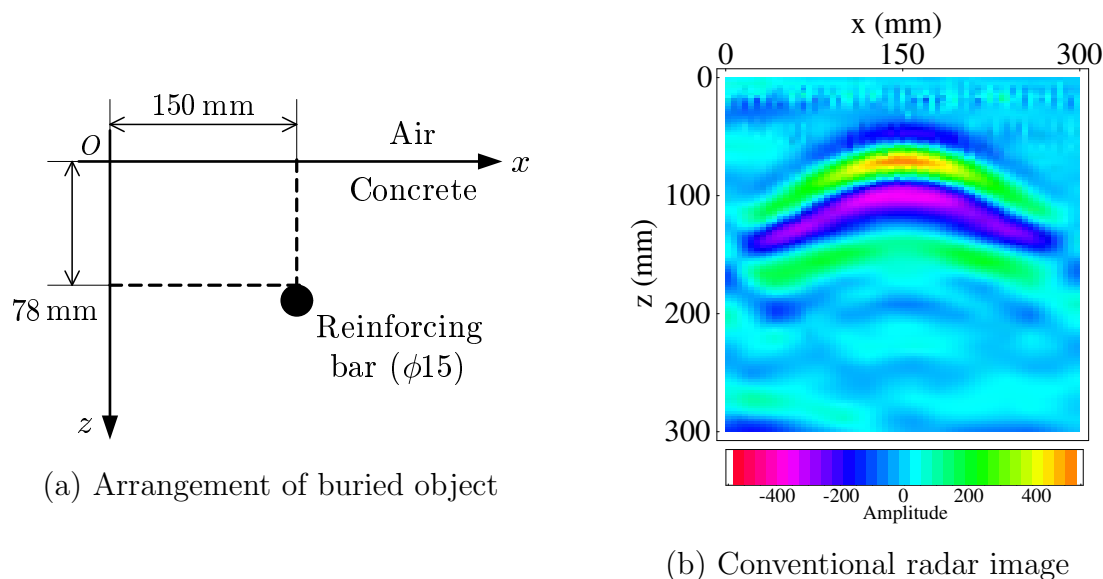 150 mm
O
Air
x
Concrete
78 mm
Reinforcing
bar (ϕ15)
z
(a) Arrangement of buried object
x (mm)
0 150 300
0
100
z (mm)
200
300
-400 -200 0 200 400
Amplitude
(b) Conventional radar image